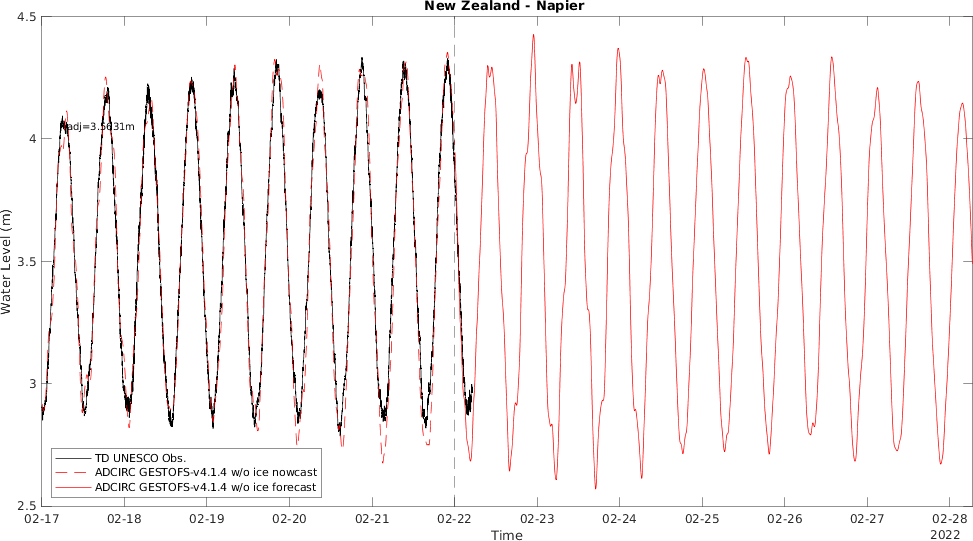 New Zealand - Napier
4.5
4
3.5
3
2.5
Water Level (m)
adj=3.5631m
TD UNESCO Obs.
ADCIRC GESTOFS-v4.1.4 w/o ice nowcast
ADCIRC GESTOFS-v4.1.4 w/o ice forecast
02-17 02-18 02-19 02-20 02-21 02-22 02-23 02-24 02-25 02-26 02-27 02-28
Time
2022